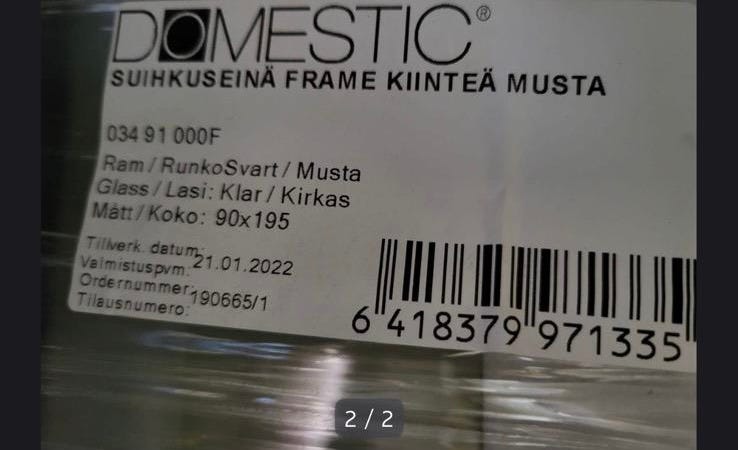 DOMESTIC®
SUIHKUSEINÄ FRAME KIINTEÄ MUSTA
034 91 000F
Ram / RunkoSvart / Musta
Glass / Lasi: Klar / Kirkas
Mått / Koko: 90x195
Tillverk. datum:
Valmistuspvm: 21.01.2022
Ordernummer:
Tilausnumero: 190665/1
6 418379 971335
2 / 2